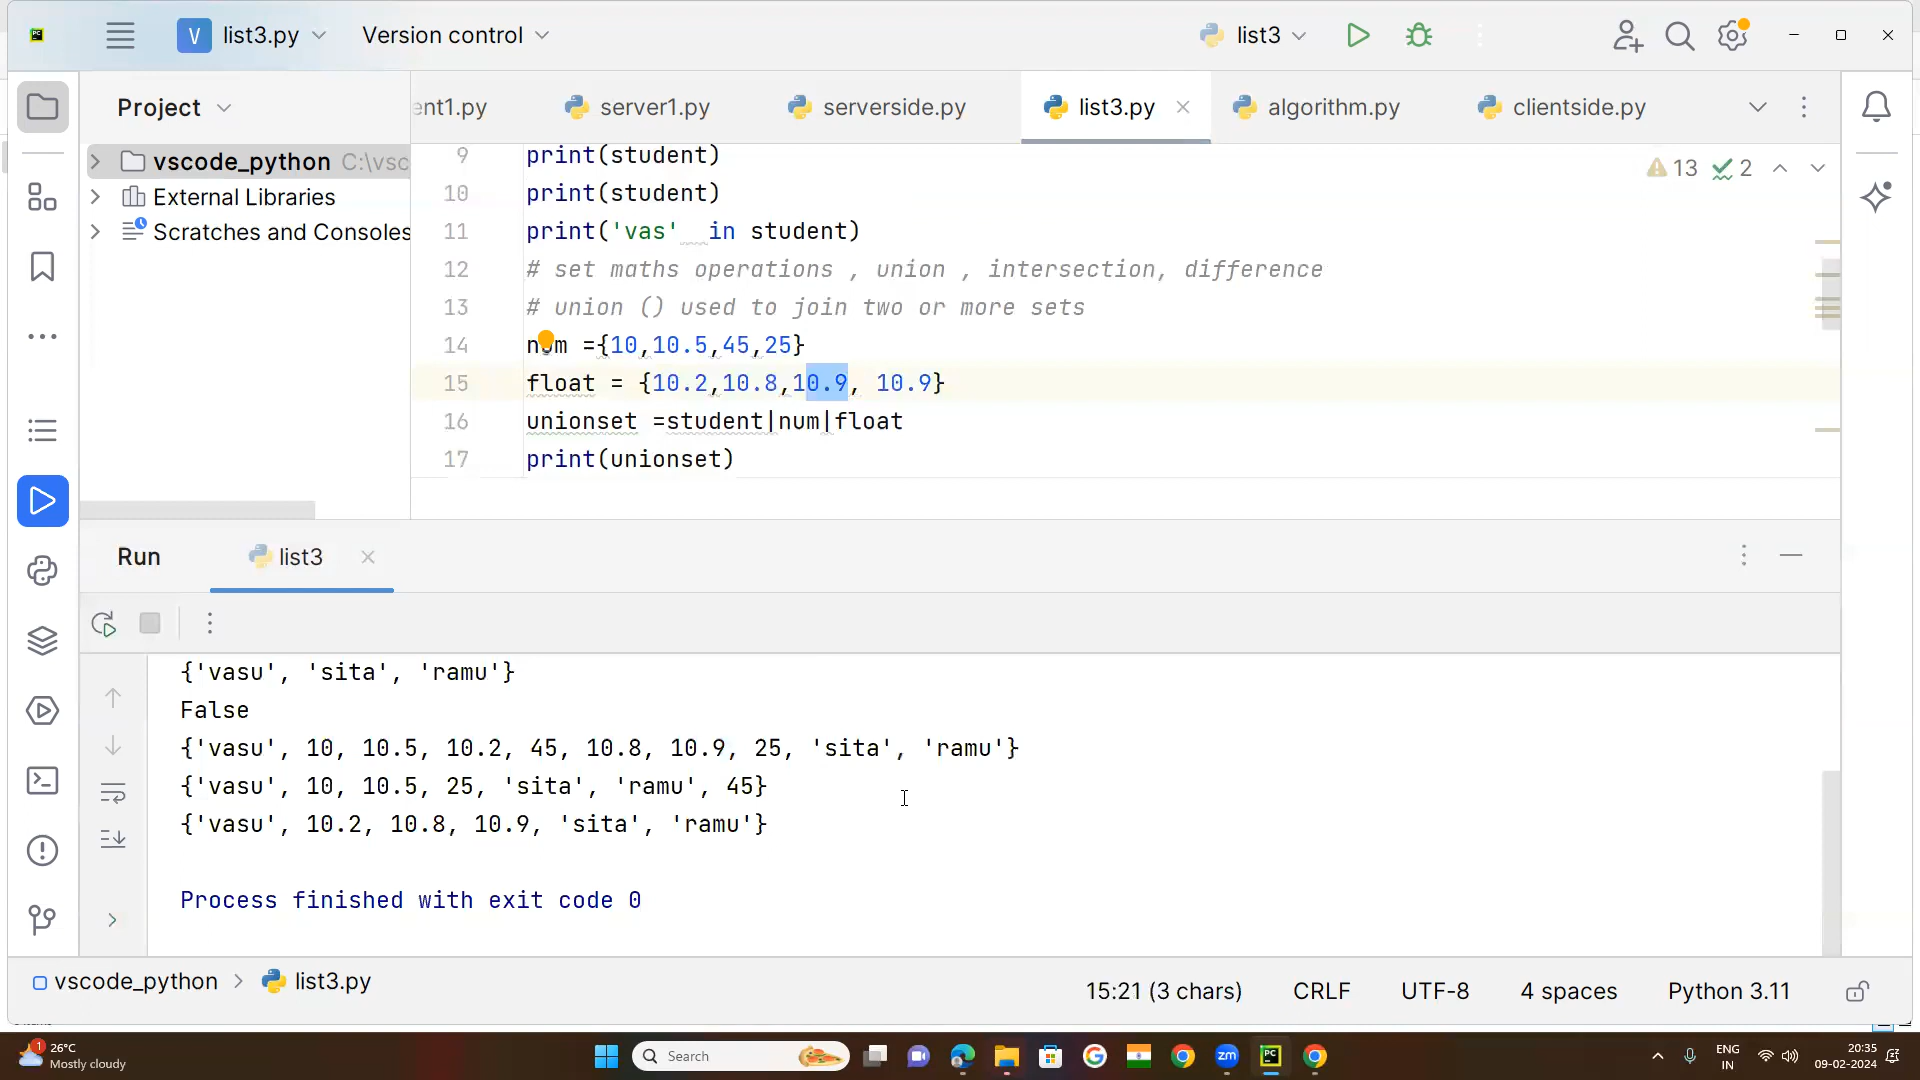 PC
V list3.py Version control list3
Project ent1.py server1.py serverside.py list3.py algorithm.py clientside.py
vscode_python C:\vsc
External Libraries
Scratches and Consoles
13 2
9 print(student)
10 print(student)
11 print('vas'  in student)
12 # set maths operations , union , intersection, difference
13 # union () used to join two or more sets
14 num ={10,10.5,45,25}
15 float = {10.2,10.8,10.9, 10.9}
16 unionset =student|num|float
17 print(unionset)
Run list3
{'vasu', 'sita', 'ramu'}
False
{'vasu', 10, 10.5, 10.2, 45, 10.8, 10.9, 25, 'sita', 'ramu'}
{'vasu', 10, 10.5, 25, 'sita', 'ramu', 45}
{'vasu', 10.2, 10.8, 10.9, 'sita', 'ramu'}
Process finished with exit code 0
vscode_python > list3.py 15:21 (3 chars) CRLF UTF-8 4 spaces Python 3.11
1 26°C
Mostly cloudy
Search
zm
PC
ENG
IN
20:35
09-02-2024